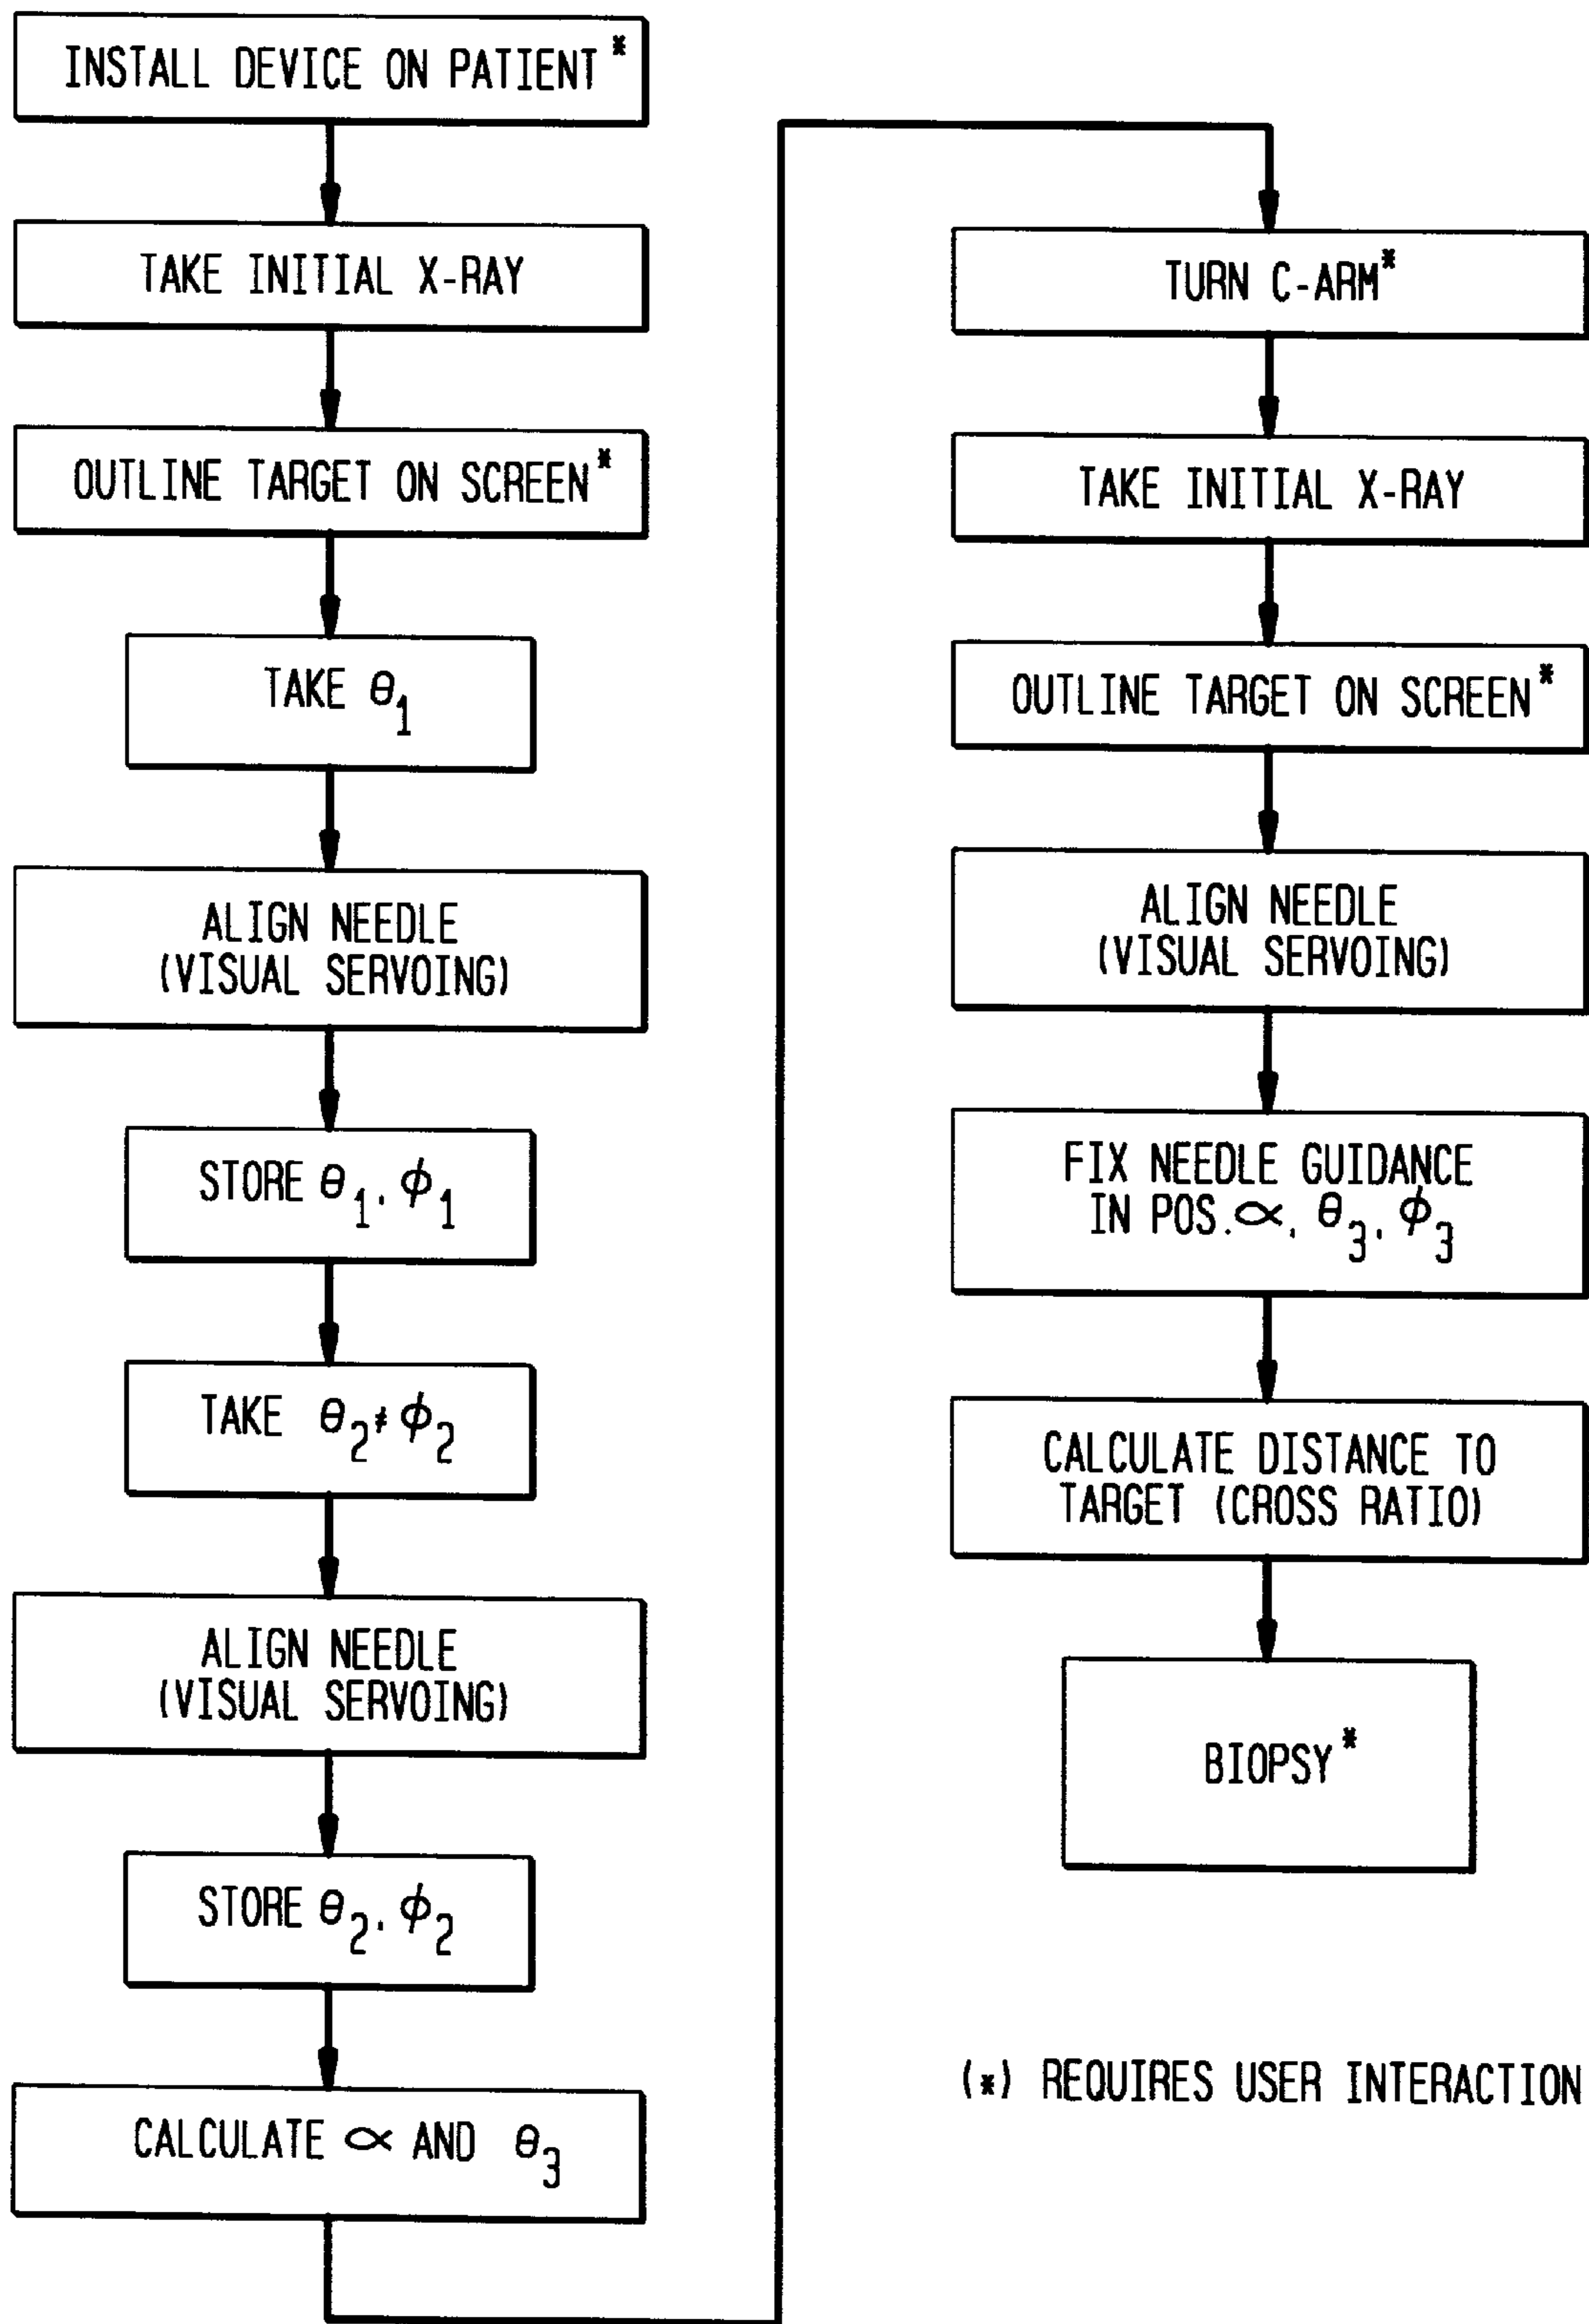 INSTALL DEVICE ON PATIENT*
TAKE INITIAL X-RAY
OUTLINE TARGET ON SCREEN*
TAKE θ₁
ALIGN NEEDLE
(VISUAL SERVOING)
STORE θ₁, ϕ₁
TAKE θ₂≠ ϕ₂
ALIGN NEEDLE
(VISUAL SERVOING)
STORE θ₂, ϕ₂
CALCULATE ∝ AND θ₃
TURN C-ARM*
TAKE INITIAL X-RAY
OUTLINE TARGET ON SCREEN*
ALIGN NEEDLE
(VISUAL SERVOING)
FIX NEEDLE GUIDANCE
IN POS. ∝, θ₃, ϕ₃
CALCULATE DISTANCE TO
TARGET (CROSS RATIO)
BIOPSY*
(*) REQUIRES USER INTERACTION